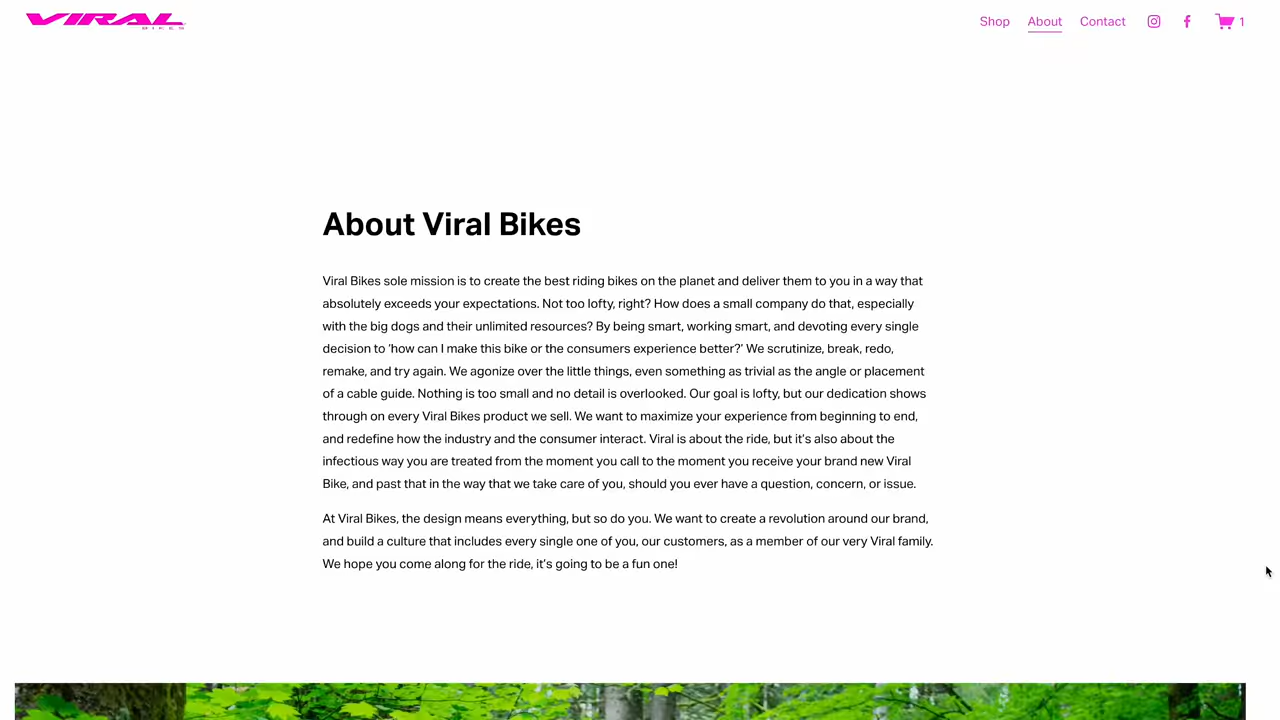 VIRAL
BIKES
Shop About Contact 1
About Viral Bikes
Viral Bikes sole mission is to create the best riding bikes on the planet and deliver them to you in a way that
absolutely exceeds your expectations. Not too lofty, right? How does a small company do that, especially
with the big dogs and their unlimited resources? By being smart, working smart, and devoting every single
decision to ‘how can I make this bike or the consumers experience better?’ We scrutinize, break, redo,
remake, and try again. We agonize over the little things, even something as trivial as the angle or placement
of a cable guide. Nothing is too small and no detail is overlooked. Our goal is lofty, but our dedication shows
through on every Viral Bikes product we sell. We want to maximize your experience from beginning to end,
and redefine how the industry and the consumer interact. Viral is about the ride, but it’s also about the
infectious way you are treated from the moment you call to the moment you receive your brand new Viral
Bike, and past that in the way that we take care of you, should you ever have a question, concern, or issue.
At Viral Bikes, the design means everything, but so do you. We want to create a revolution around our brand,
and build a culture that includes every single one of you, our customers, as a member of our very Viral family.
We hope you come along for the ride, it’s going to be a fun one!